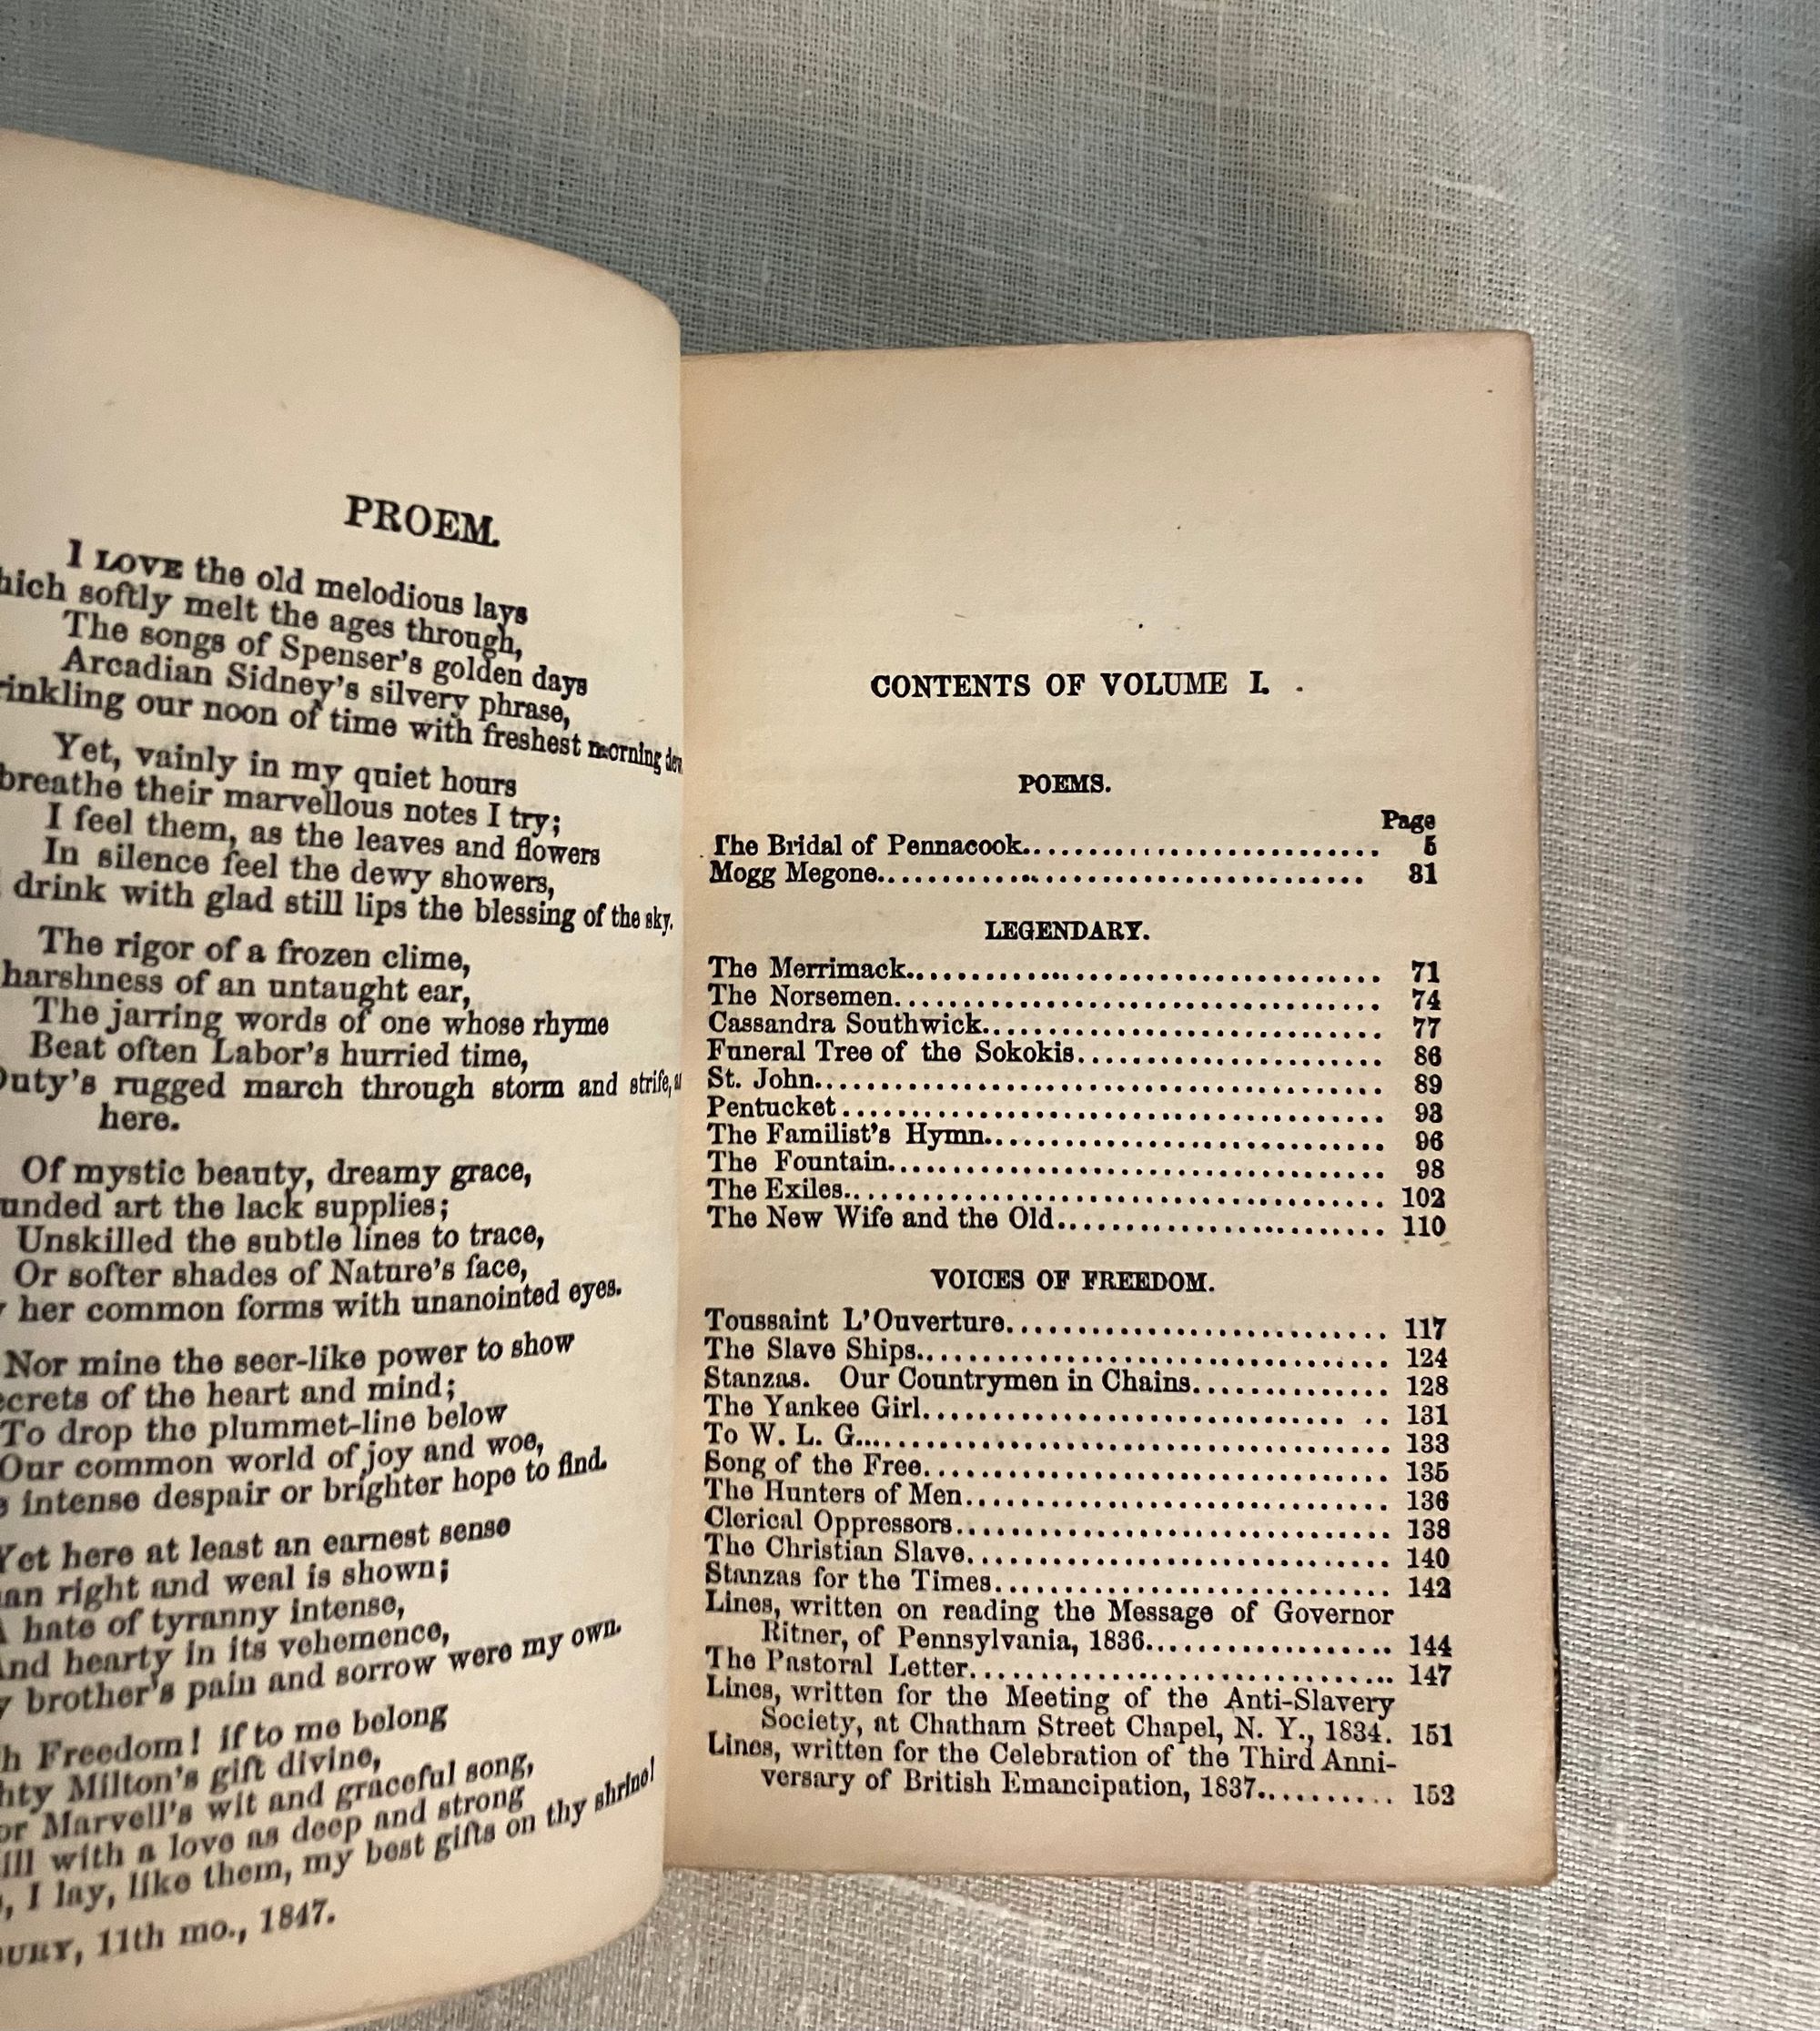 PROEM.
I LOVE the old melodious lays
hich softly melt the ages through,
The songs of Spenser's golden days
Arcadian Sidney's silvery phrase,
rinkling our noon of time with freshest morning dew
Yet, vainly in my quiet hours
breathe their marvellous notes I try;
I feel them, as the leaves and flowers
In silence feel the dewy showers,
drink with glad still lips the blessing of the sky.
The rigor of a frozen clime,
harshness of an untaught ear,
The jarring words of one whose rhyme
Beat often Labor's hurried time,
Duty's rugged march through storm and strife,
here.
Of mystic beauty, dreamy grace,
unded art the lack supplies;
Unskilled the subtle lines to trace,
Or softer shades of Nature's face,
her common forms with unanointed eyes.
Nor mine the seer-like power to show
ecrets of the heart and mind;
To drop the plummet-line below
Our common world of joy and woe,
intense despair or brighter hope to find.
Yet here at least an earnest sense
an right and weal is shown;
A hate of tyranny intense,
And hearty in its vehemence,
y brother's pain and sorrow were my own.
h Freedom! if to me belong
hty Milton's gift divine,
or Marvell's wit and graceful song,
ill with a love as deep and strong
, I lay, like them, my best gifts on thy shrine!
BURY, 11th mo., 1847.
CONTENTS OF VOLUME I.
POEMS.
Page
The Bridal of Pennacook............................. 5
Mogg Megone.................................... 31
LEGENDARY.
The Merrimack..................................... 71
The Norsemen..................................... 74
Cassandra Southwick............................... 77
Funeral Tree of the Sokokis......................... 86
St. John............................................ 89
Pentucket.......................................... 93
The Familist's Hymn............................... 96
The Fountain...................................... 98
The Exiles......................................... 102
The New Wife and the Old.......................... 110
VOICES OF FREEDOM.
Toussaint L'Ouverture.............................. 117
The Slave Ships.................................... 124
Stanzas. Our Countrymen in Chains............... 128
The Yankee Girl................................ .. 131
To W. L. G........................................ 133
Song of the Free................................... 135
The Hunters of Men................................ 136
Clerical Oppressors................................. 138
The Christian Slave................................ 140
Stanzas for the Times.............................. 142
Lines, written on reading the Message of Governor
Ritner, of Pennsylvania, 1836.................. 144
The Pastoral Letter................................ 147
Lines, written for the Meeting of the Anti-Slavery
Society, at Chatham Street Chapel, N. Y., 1834. 151
Lines, written for the Celebration of the Third Anni-
versary of British Emancipation, 1837........... 152